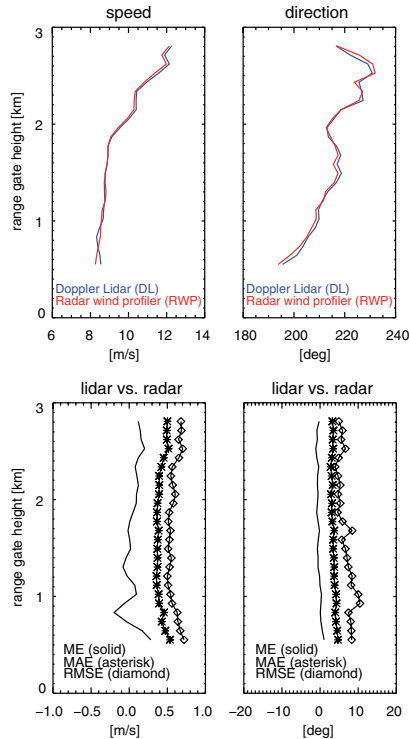 speed
direction
range gate height [km]
3
2
1
0
Doppler Lidar (DL)
Radar wind profiler (RWP)
Doppler Lidar (DL)
Radar wind profiler (RWP)
6 8 10 12 14
180 200 220 240
[m/s]
[deg]
lidar vs. radar
lidar vs. radar
range gate height [km]
3
2
1
0
ME (solid)
MAE (asterisk)
RMSE (diamond)
ME (solid)
MAE (asterisk)
RMSE (diamond)
−1.0 −0.5 0.0 0.5 1.0
−20 −10 0 10 20
[m/s]
[deg]